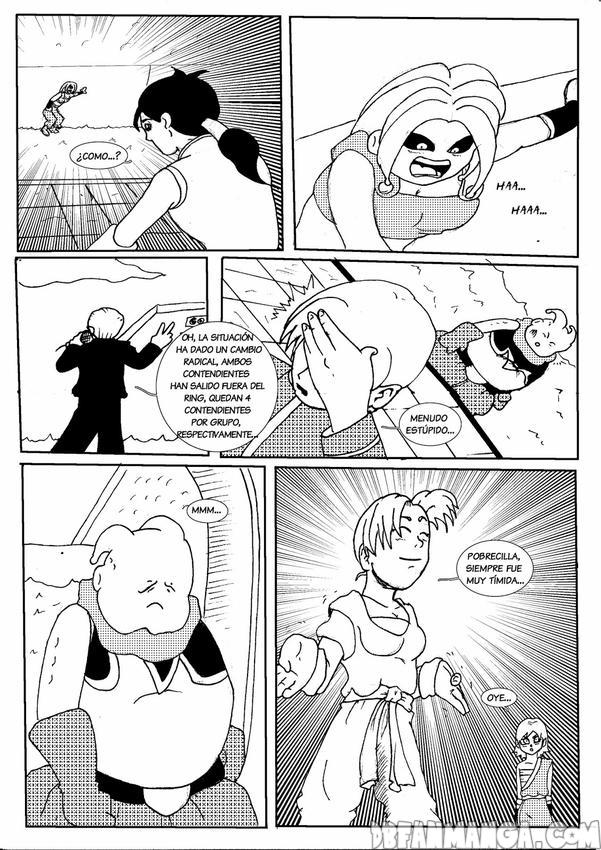 ¿COMO...?
HAA...
HAAA...
OH, LA SITUACIÓN
HA DADO UN CAMBIO
RADICAL, AMBOS
CONTENDIENTES
HAN SALIDO FUERA DEL
RING, QUEDAN 4
CONTENDIENTES
POR GRUPO,
RESPECTIVAMENTE...
MENUDO
ESTÚPIDO...
MMM...
POBRECILLA,
SIEMPRE FUE
MUY TÍMIDA...
OYE...
DBFANMANGA.COM